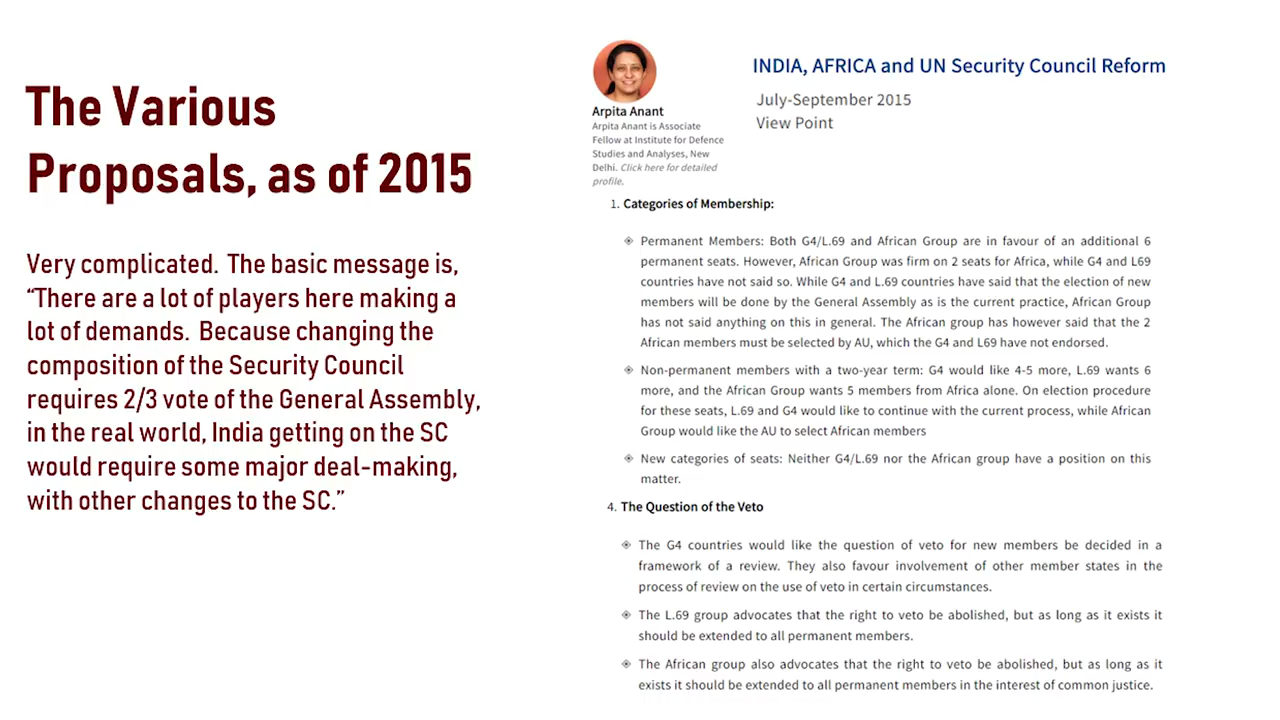 The Various
Proposals, as of 2015
Very complicated. The basic message is,
“There are a lot of players here making a
lot of demands. Because changing the
composition of the Security Council
requires 2/3 vote of the General Assembly,
in the real world, India getting on the SC
would require some major deal-making,
with other changes to the SC.”
Arpita Anant
Arpita Anant is Associate
Fellow at Institute for Defence
Studies and Analyses, New
Delhi. Click here for detailed
profile.
INDIA, AFRICA and UN Security Council Reform
July-September 2015
View Point
1. Categories of Membership:
Permanent Members: Both G4/L.69 and African Group are in favour of an additional 6
permanent seats. However, African Group was firm on 2 seats for Africa, while G4 and L69
countries have not said so. While G4 and L.69 countries have said that the election of new
members will be done by the General Assembly as is the current practice, African Group
has not said anything on this in general. The African group has however said that the 2
African members must be selected by AU, which the G4 and L69 have not endorsed.
Non-permanent members with a two-year term: G4 would like 4-5 more, L.69 wants 6
more, and the African Group wants 5 members from Africa alone. On election procedure
for these seats, L.69 and G4 would like to continue with the current process, while African
Group would like the AU to select African members
New categories of seats: Neither G4/L.69 nor the African group have a position on this
matter.
4. The Question of the Veto
The G4 countries would like the question of veto for new members be decided in a
framework of a review. They also favour involvement of other member states in the
process of review on the use of veto in certain circumstances.
The L.69 group advocates that the right to veto be abolished, but as long as it exists it
should be extended to all permanent members.
The African group also advocates that the right to veto be abolished, but as long as it
exists it should be extended to all permanent members in the interest of common justice.